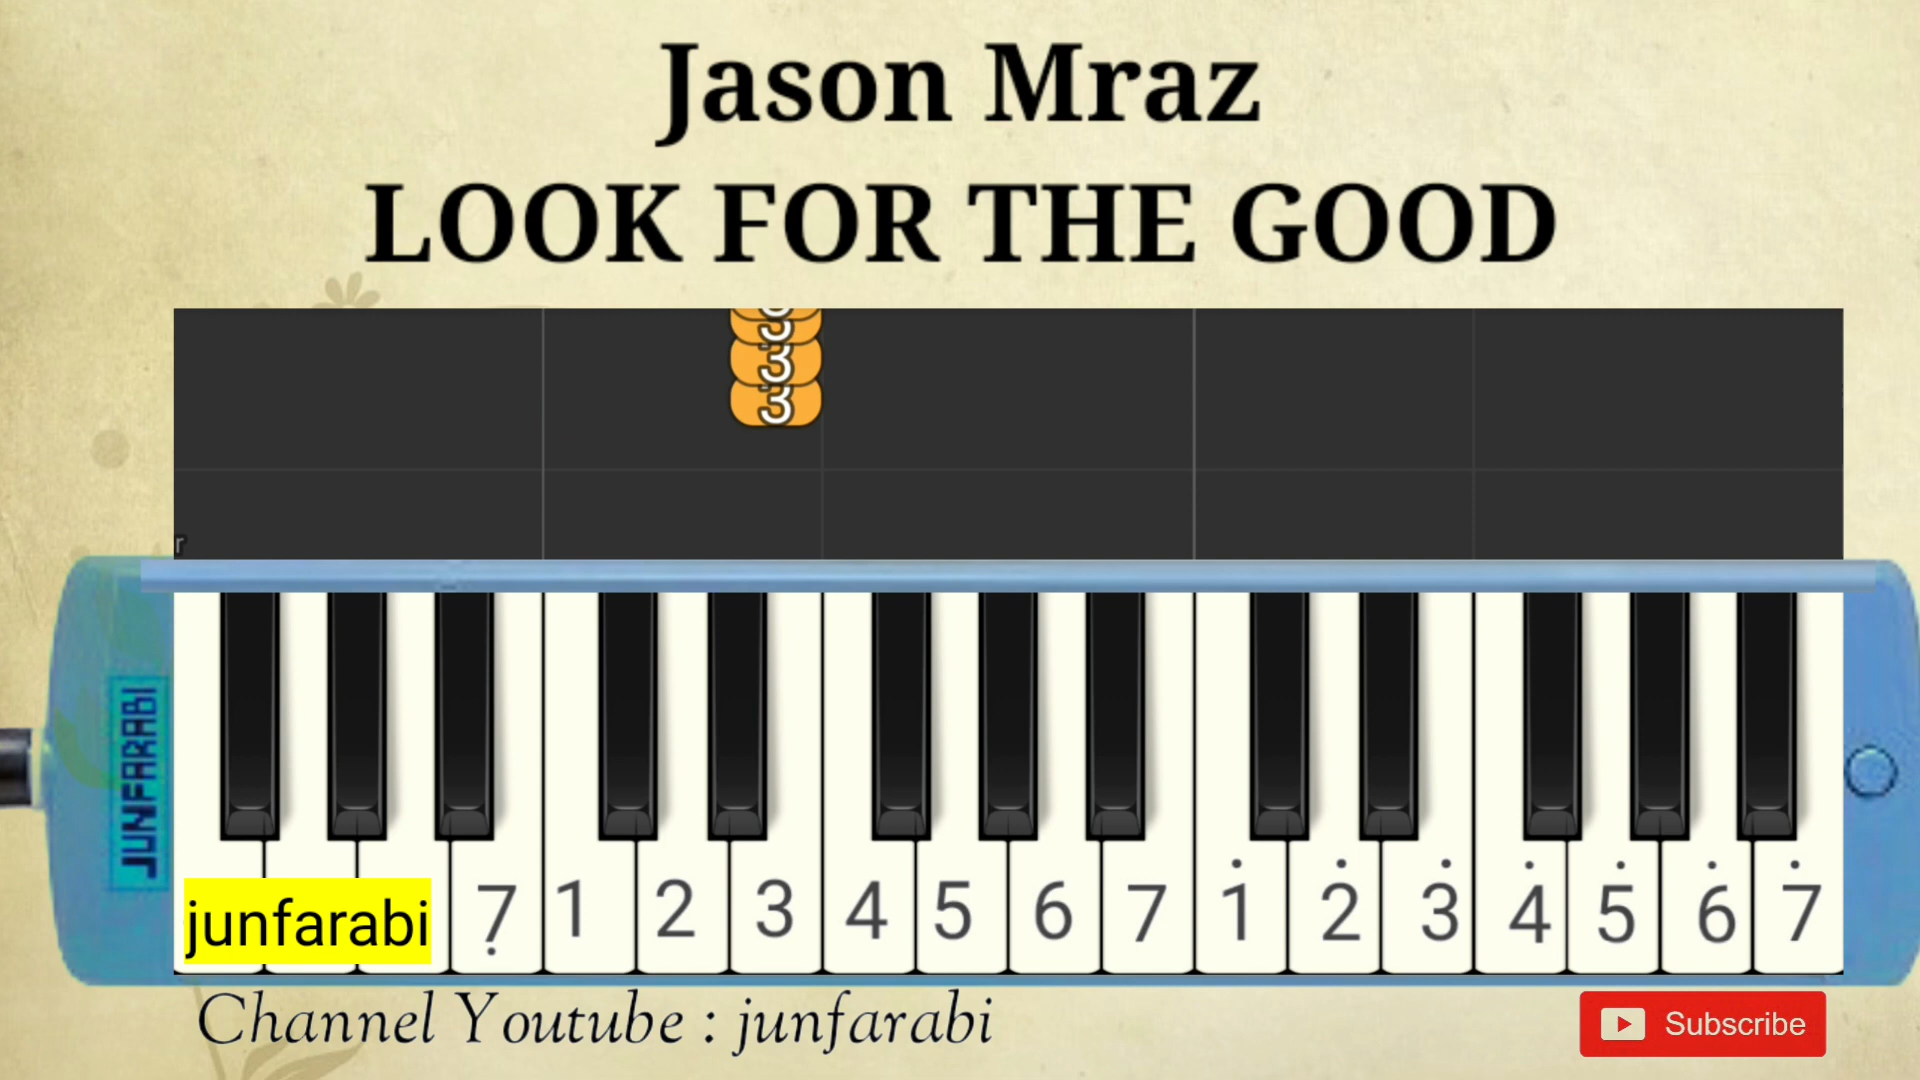 Jason Mraz
LOOK FOR THE GOOD
3
3
3
r
JUNFARABI
junfarabi 7̣ 1 2 3 4 5 6 7 1̇ 2̇ 3̇ 4̇ 5̇ 6̇ 7̇
Channel Youtube : junfarabi
Subscribe